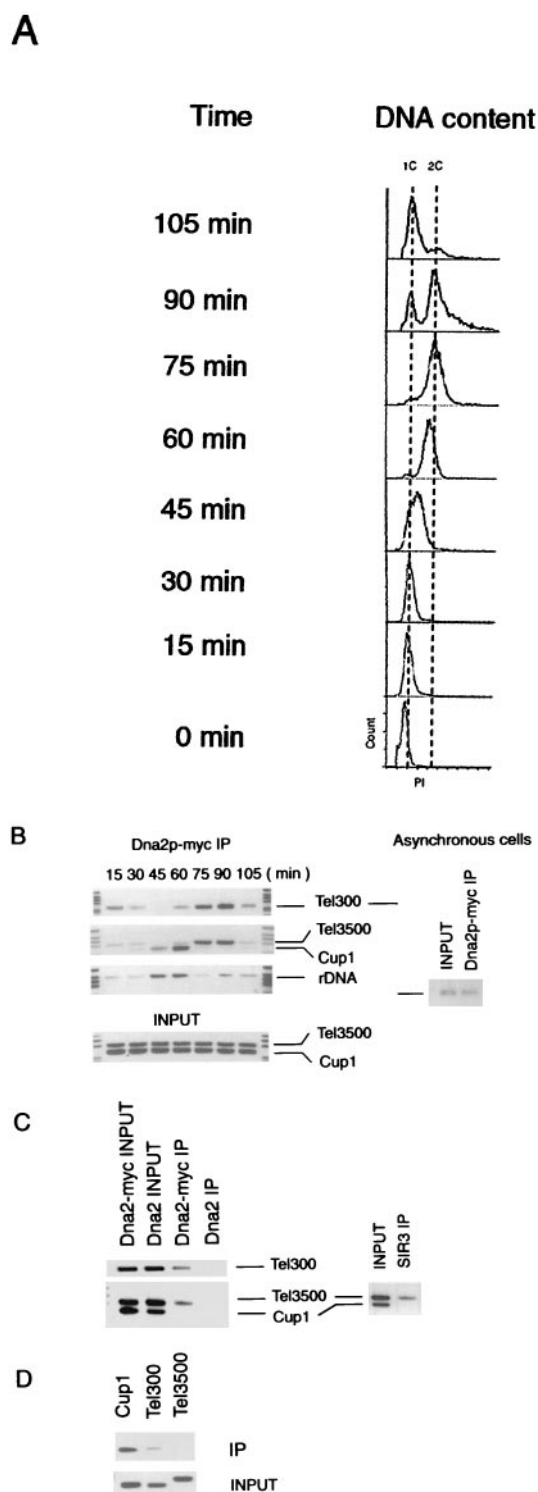 A
Time DNA content
1C 2C
105 min
90 min
75 min
60 min
45 min
30 min
15 min
0 min
Count
PI
B
Dna2p-myc IP
Asynchronous cells
15 30 45 60 75 90 105 ( min )
Tel300
Tel3500
Cup1
rDNA
INPUT
Dna2p-myc IP
INPUT
Tel3500
Cup1
C
Dna2-myc INPUT
Dna2 INPUT
Dna2-myc IP
Dna2 IP
INPUT
SIR3 IP
Tel300
Tel3500
Cup1
D
Cup1
Tel300
Tel3500
IP
INPUT